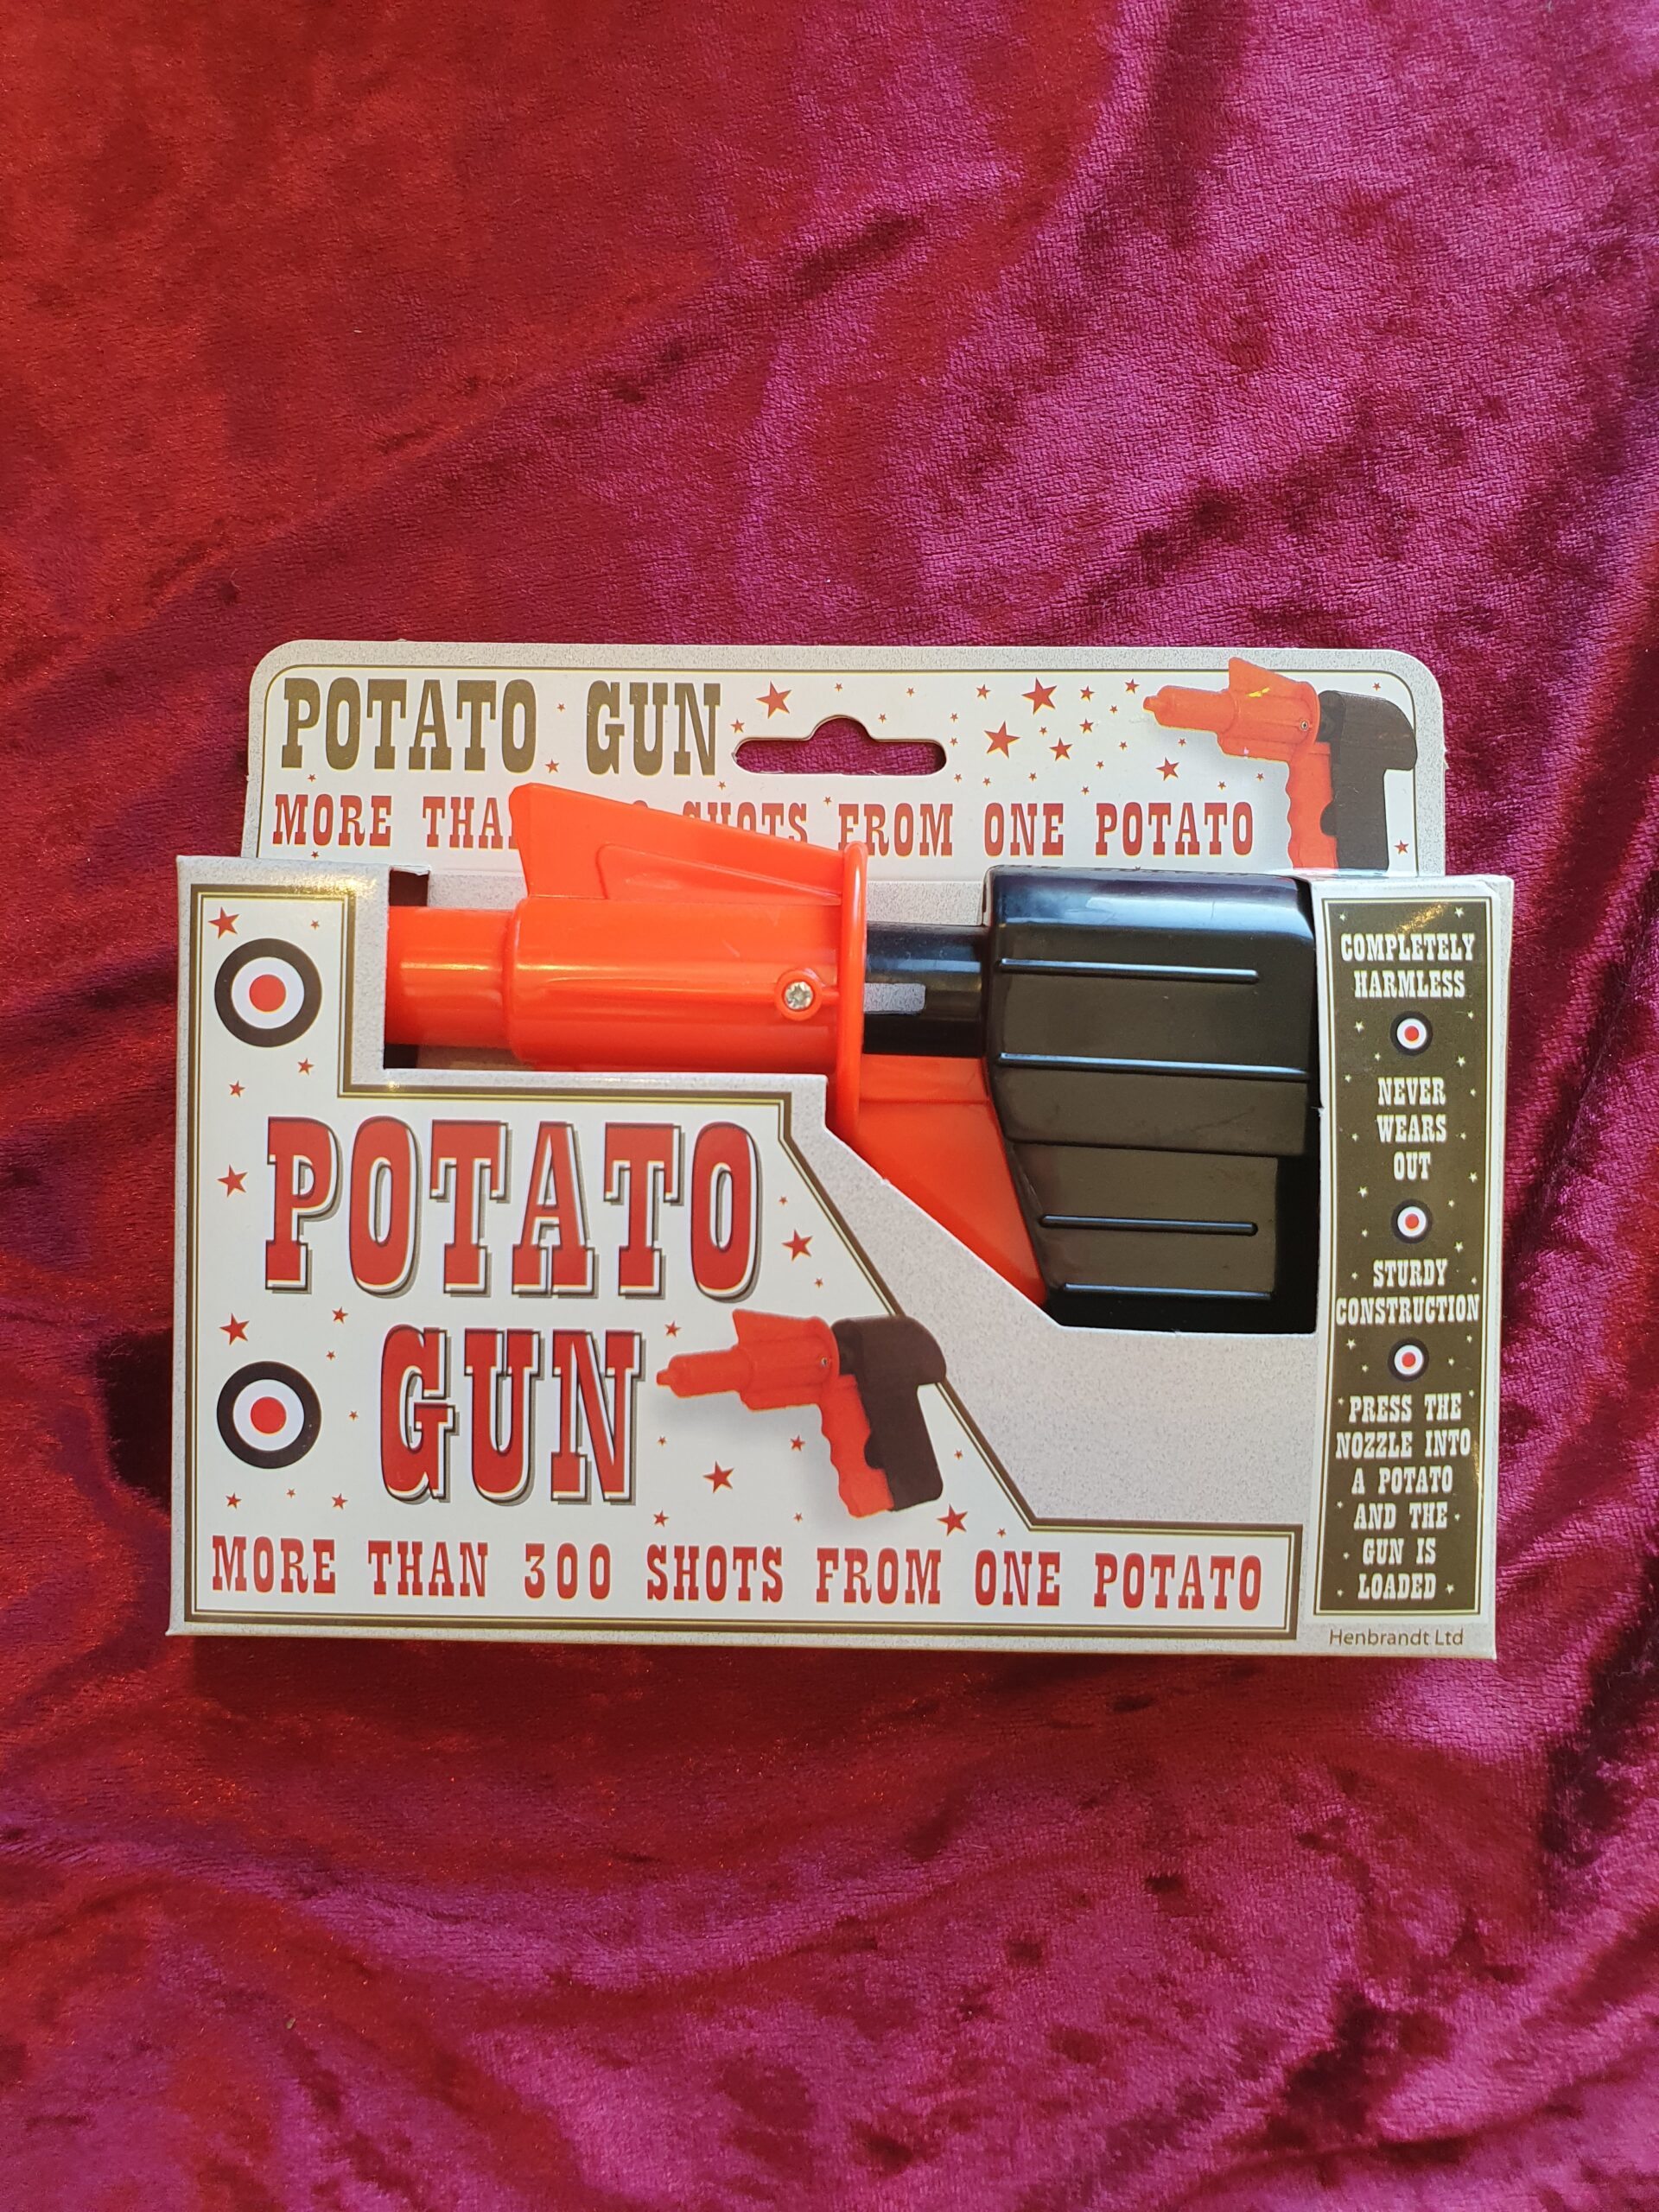 POTATO GUN
MORE THA SHOTS FROM ONE POTATO
POTATO
GUN
MORE THAN 300 SHOTS FROM ONE POTATO
COMPLETELY
HARMLESS
NEVER
WEARS
OUT
STURDY
CONSTRUCTION
PRESS THE
NOZZLE INTO
A POTATO
AND THE
GUN IS
LOADED
Henbrandt Ltd